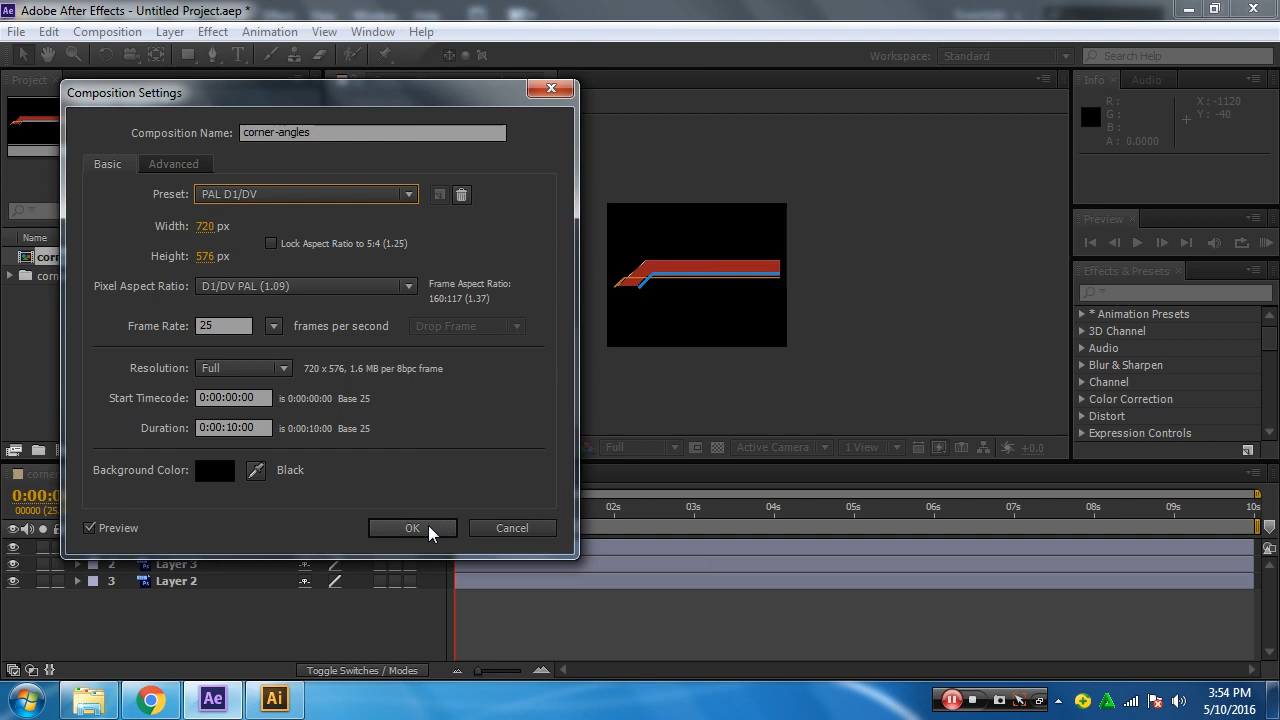 Adobe After Effects - Untitled Project.aep *
File Edit Composition Layer Effect Animation View Window Help
Workspace: Standard Search Help
Project
Info Audio
Composition Settings
R: X: -1120
G: Y: -40
B:
A: 0.0000
Composition Name: corner-angles
Basic Advanced
Preset: PAL D1/DV
Width: 720 px
Lock Aspect Ratio to 5:4 (1.25)
Height: 576 px
Pixel Aspect Ratio: D1/DV PAL (1.09)
Frame Aspect Ratio:
160:117 (1.37)
Frame Rate: 25 frames per second Drop Frame
Resolution: Full 720 x 576, 1.6 MB per 8bpc frame
Start Timecode: 0:00:00:00 is 0:00:00:00 Base 25
Duration: 0:00:10:00 is 0:00:10:00 Base 25
Background Color: Black
Preview OK Cancel
Name
corn
corne
Preview
Effects & Presets
* Animation Presets
3D Channel
Audio
Blur & Sharpen
Channel
Color Correction
Distort
Expression Controls
Full Active Camera 1 View +0.0
corner
0:00:0
00000 (25
02s 03s 04s 05s 06s 07s 08s 09s 10s
2 Layer 3
3 Layer 2
Toggle Switches / Modes
Ae Ai
3:54 PM
5/10/2016